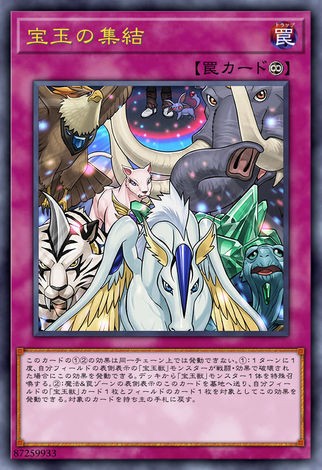 宝玉の集結
トラップ
罠
【罠カード♾】
このカードの①②の効果は同一チェーン上では発動できない。①:1ターンに1
度、自分フィールドの表側表示の「宝玉獣」モンスターが戦闘・効果で破壊され
た場合にこの効果を発動できる。デッキから「宝玉獣」モンスター1体を特殊召
喚する。②:魔法&罠ゾーンの表側表示のこのカードを墓地へ送り、自分フィール
ドの「宝玉獣」カード1枚とフィールドのカード1枚を対象としてこの効果を発
動できる。対象のカードを持ち主の手札に戻す。
87259933